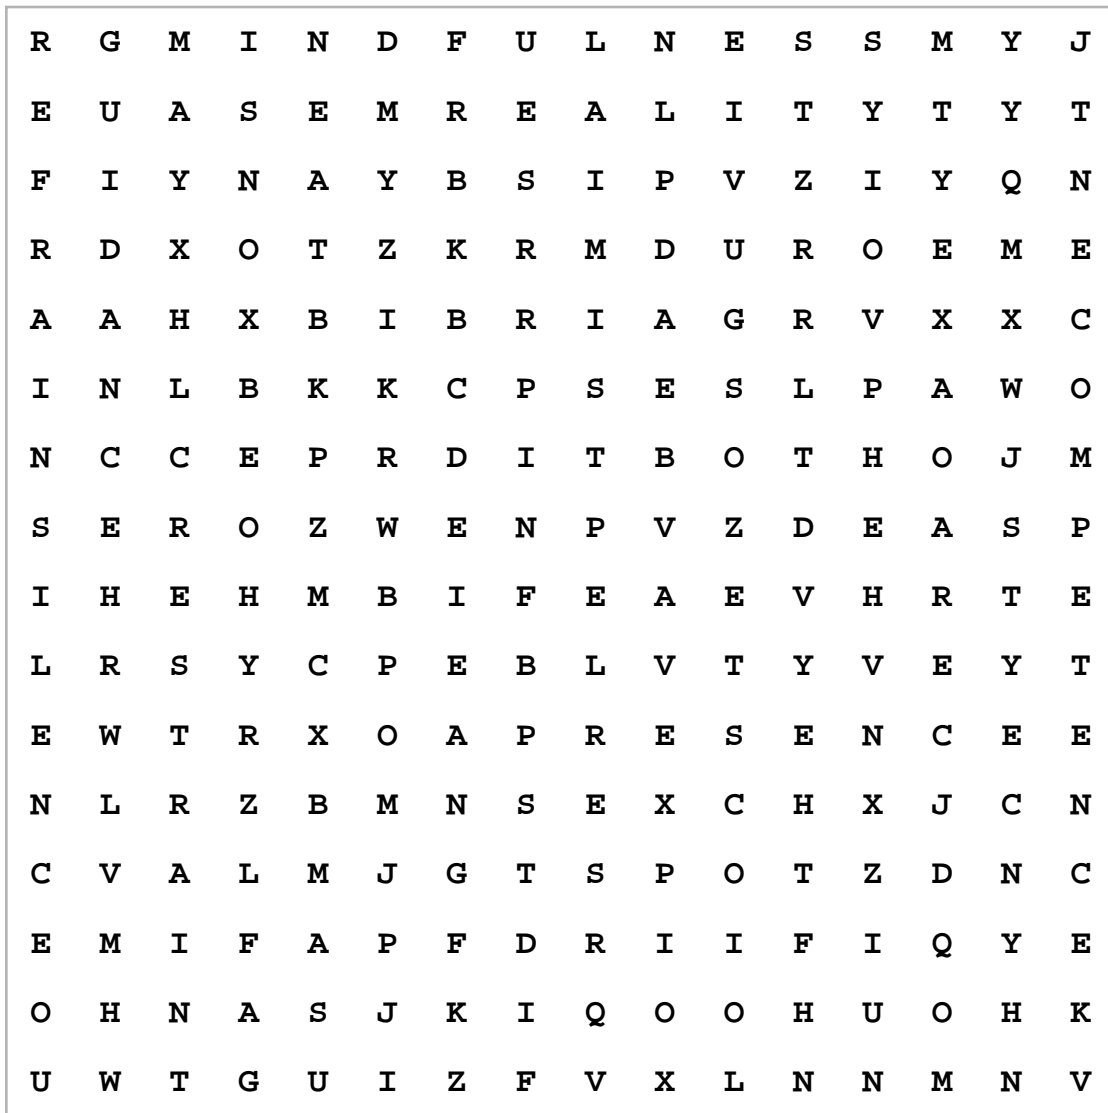 R G M I N D F U L N E S S M Y J
E U A S E M R E A L I T Y T Y T
F I Y N A Y B S I P V Z I Y Q N
R D X O T Z K R M D U R O E M E
A A H X B I B R I A G R V X X C
I N L B K K C P S E S L P A W O
N C C E P R D I T B O T H O J M
S E R O Z W E N P V Z D E A S P
I H E H M B I F E A E V H R T E
L R S Y C P E B L V T Y V E Y T
E W T R X O A P R E S E N C E E
N L R Z B M N S E X C H X J C N
C V A L M J G T S P O T Z D N C
E M I F A P F D R I I F I Q Y E
O H N A S J K I Q O O H U O H K
U W T G U I Z F V X L N N M N V